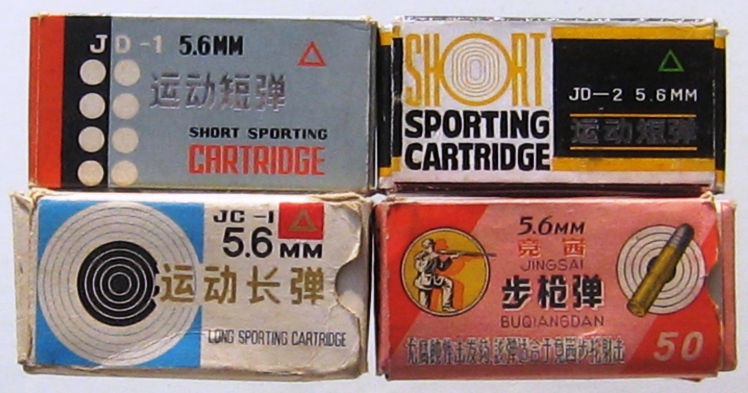 JD-1 5.6MM
运动短弹
SHORT SPORTING
CARTRIDGE
SHORT
SPORTING
CARTRIDGE
JD—2 5.6MM
运动短弹
JC-1
5.6MM
运动长弹
LONG SPORTING CARTRIDGE
5.6MM
竞赛
JINGSAI
步枪弹
BUQIANGDAN
50